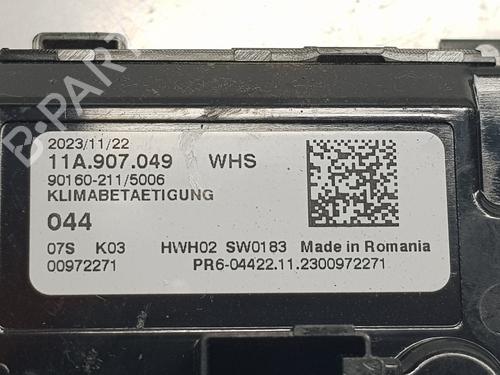 2023/11/22
11A.907.049 WHS
90160-211/5006
KLIMABETAETIGUNG
044
07S K03 HWH02 SW0183 Made in Romania
00972271 PR6-04422.11.2300972271
B-PARTS